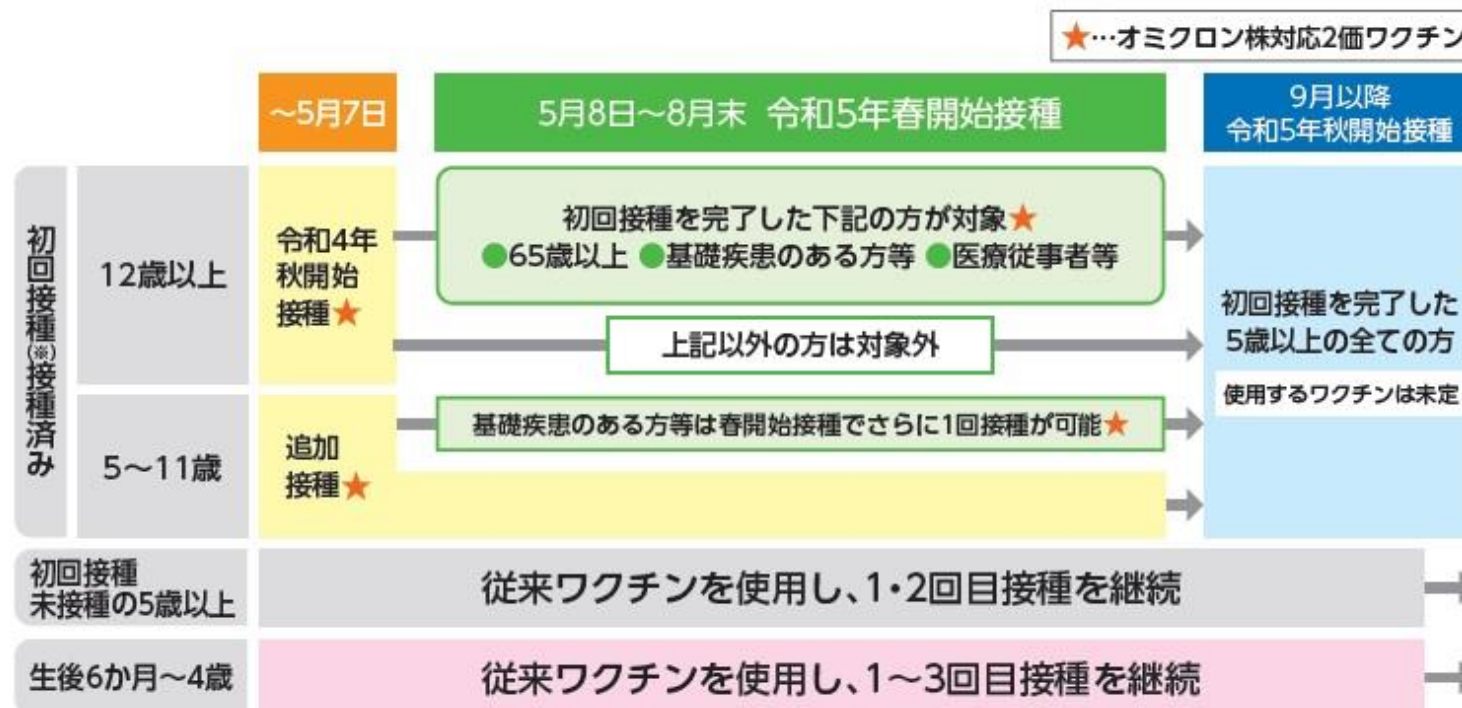 ★…オミクロン株対応2価ワクチン
～5月7日
5月8日～8月末 令和5年春開始接種
9月以降
令和5年秋開始接種
初回接種(※)接種済み
12歳以上
令和4年
秋開始
接種★
初回接種を完了した下記の方が対象★
●65歳以上 ●基礎疾患のある方等 ●医療従事者等
上記以外の方は対象外
初回接種を完了した
5歳以上の全ての方
使用するワクチンは未定
5～11歳
追加
接種★
基礎疾患のある方等は春開始接種でさらに1回接種が可能★
初回接種
未接種の5歳以上
従来ワクチンを使用し、1・2回目接種を継続
生後6か月～4歳
従来ワクチンを使用し、1～3回目接種を継続